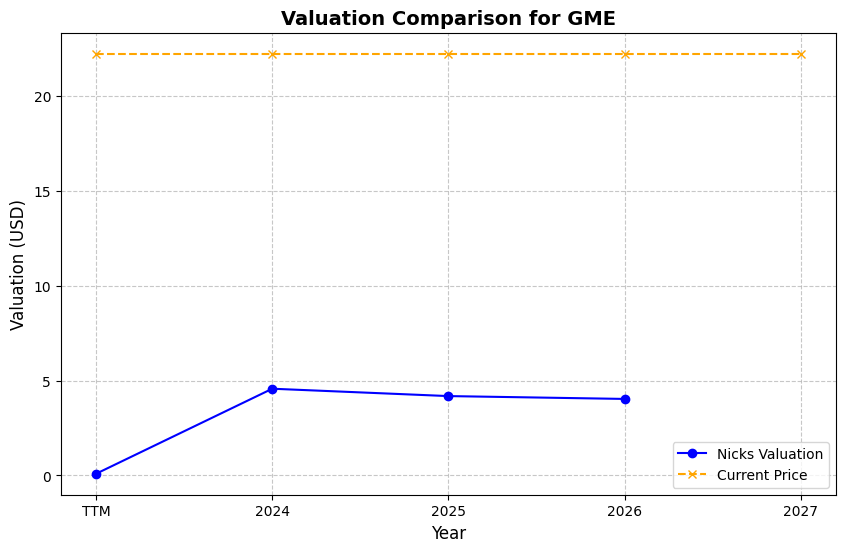 Valuation Comparison for GME
Valuation (USD)
20
15
10
5
0
TTM 2024 2025 2026 2027
Year
Nicks Valuation
Current Price